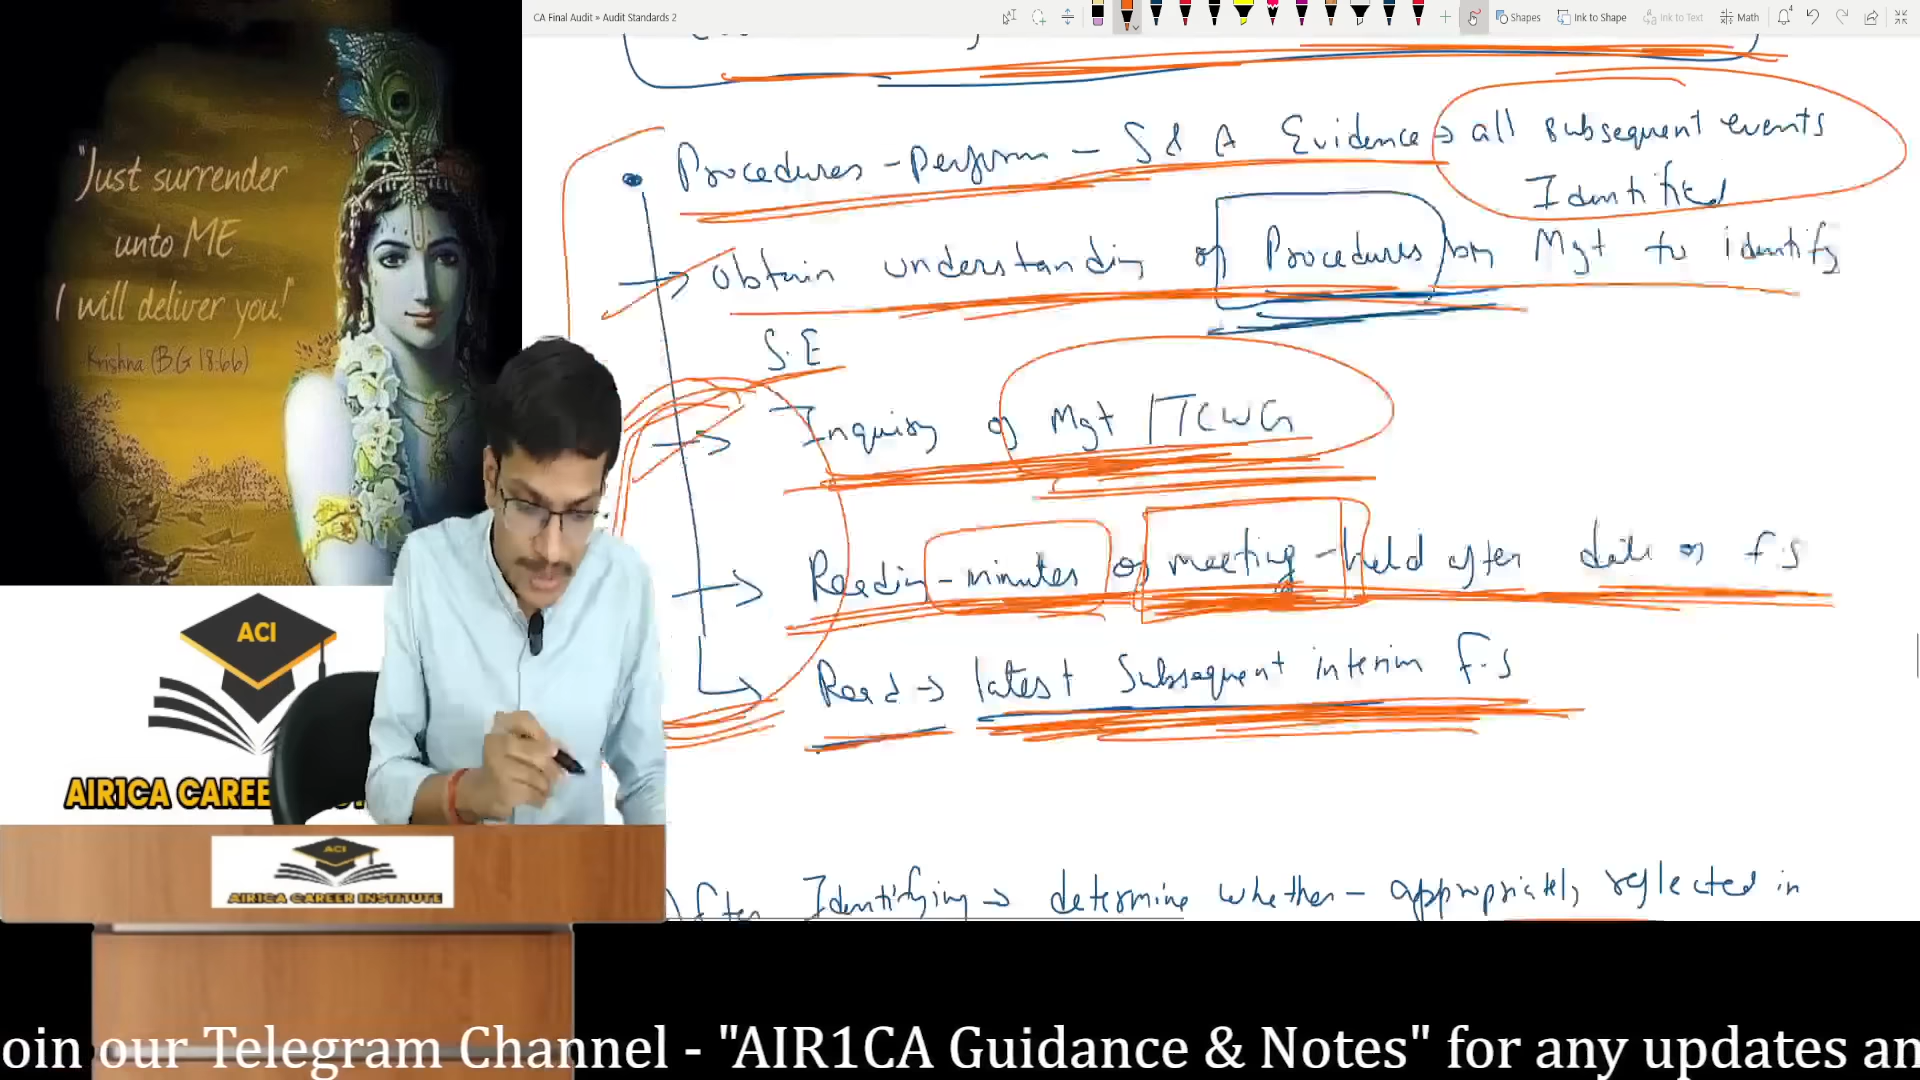 CA Final Audit » Audit Standards 2
Shapes
Ink to Shape
Ink to Text
Math
"Just surrender
unto ME
I will deliver you!"
-Krishna (B.G 18:66)
Procedures - Perform - S & A Evidence → all subsequent events
Identified
→ obtain understanding of Procedures by Mgt to identify
S.E
→ Inquiry of Mgt / TCWG
→ Reading - minutes of meeting - held after date of F.S
→ Read → latest subsequent interim F.S
After Identifying → determine whether - appropriately reflected in
ACI
AIR1CA CAREE
ACI
AIR1CA CAREER INSTITUTE
oin our Telegram Channel - "AIR1CA Guidance & Notes" for any updates an